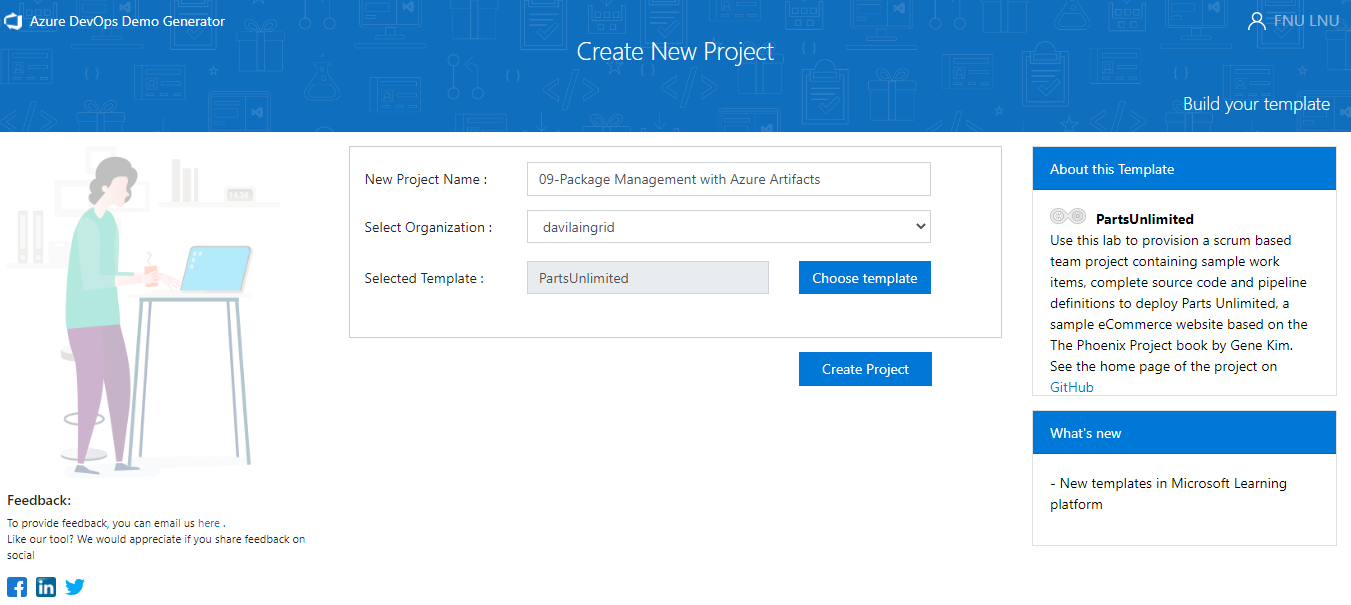 Azure DevOps Demo Generator
FNU LNU
Create New Project
Build your template
New Project Name :
09-Package Management with Azure Artifacts
Select Organization :
davilaingrid
Selected Template :
PartsUnlimited
Choose template
Create Project
About this Template
PartsUnlimited
Use this lab to provision a scrum based
team project containing sample work
items, complete source code and pipeline
definitions to deploy Parts Unlimited, a
sample eCommerce website based on the
The Phoenix Project book by Gene Kim.
See the home page of the project on
GitHub
What's new
- New templates in Microsoft Learning
platform
Feedback:
To provide feedback, you can email us here .
Like our tool? We would appreciate if you share feedback on
social